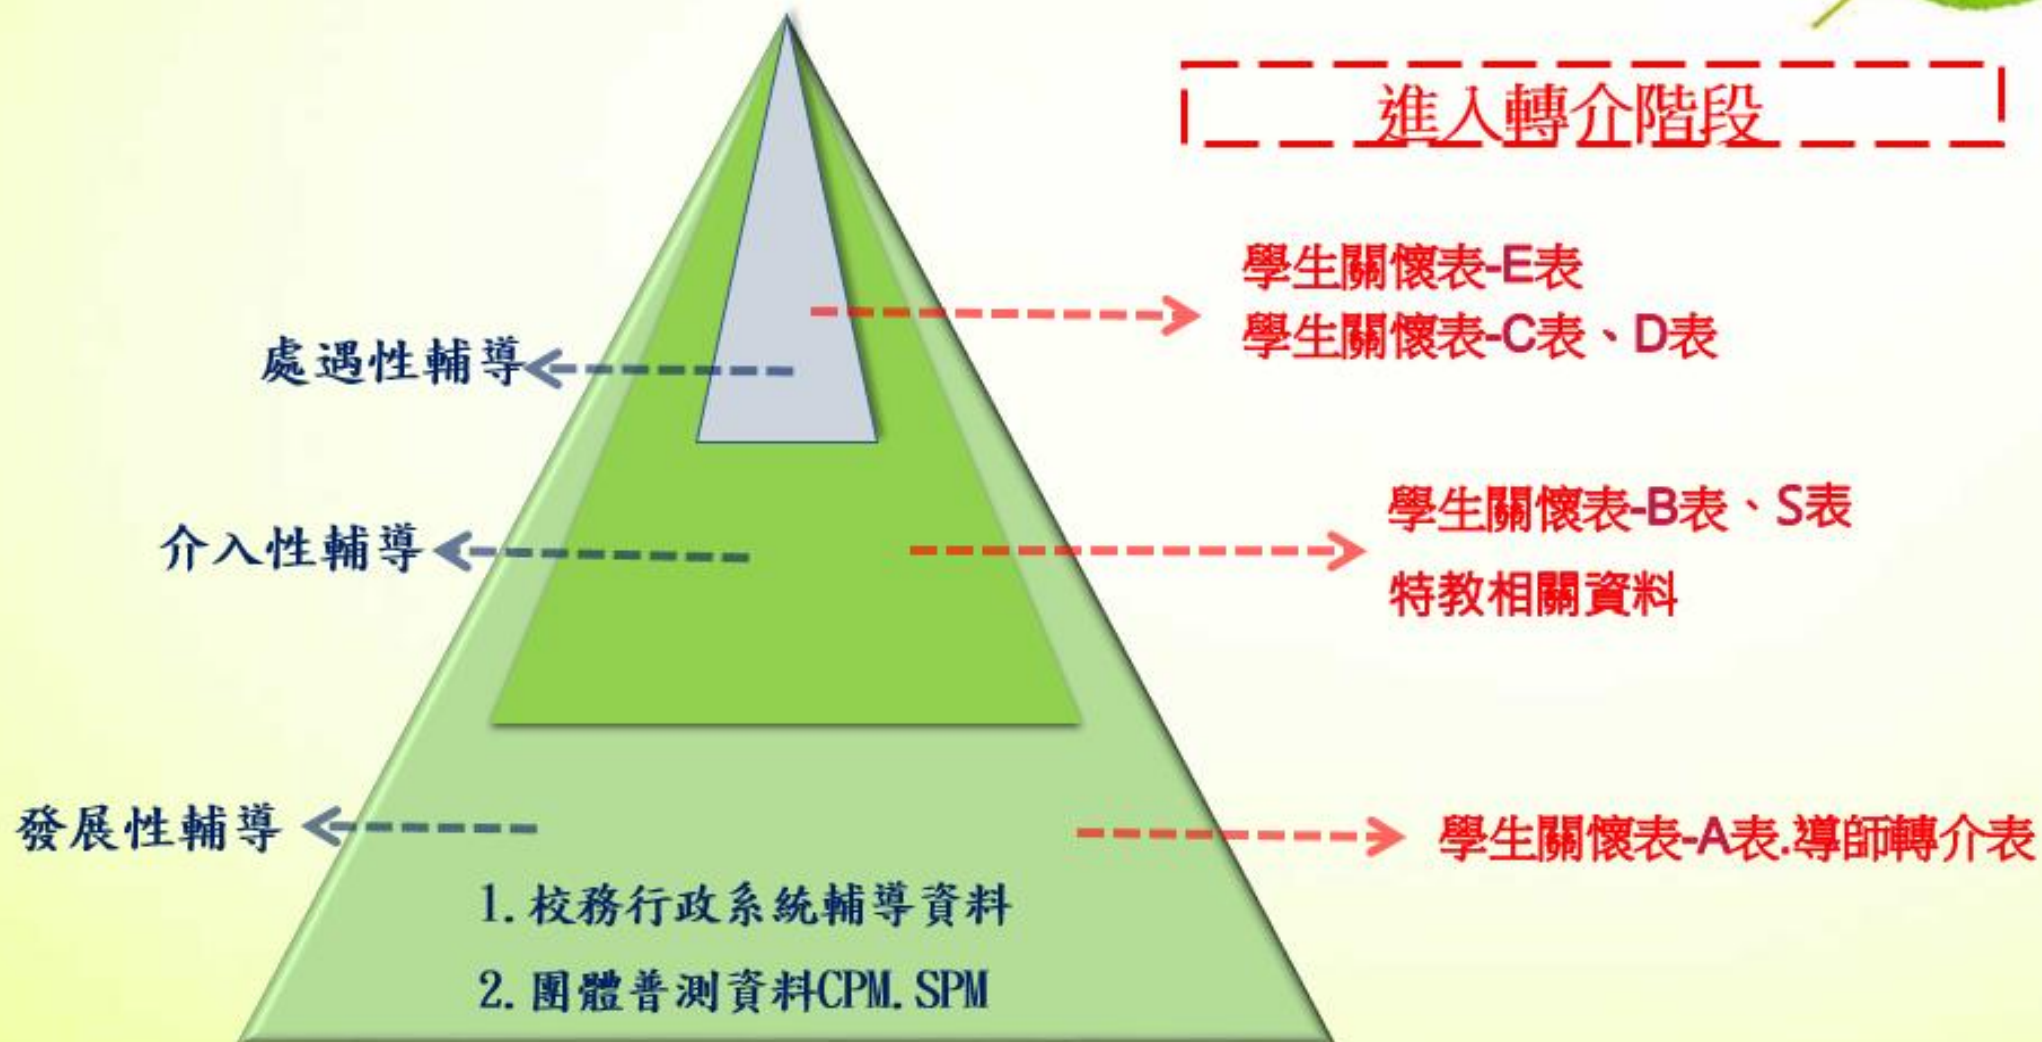 進入轉介階段
學生關懷表-E表
學生關懷表-C表、D表
處遇性輔導
學生關懷表-B表、S表
介入性輔導
特教相關資料
發展性輔導
學生關懷表-A表.導師轉介表
1.校務行政系統輔導資料
2.團體普測資料CPM.SPM